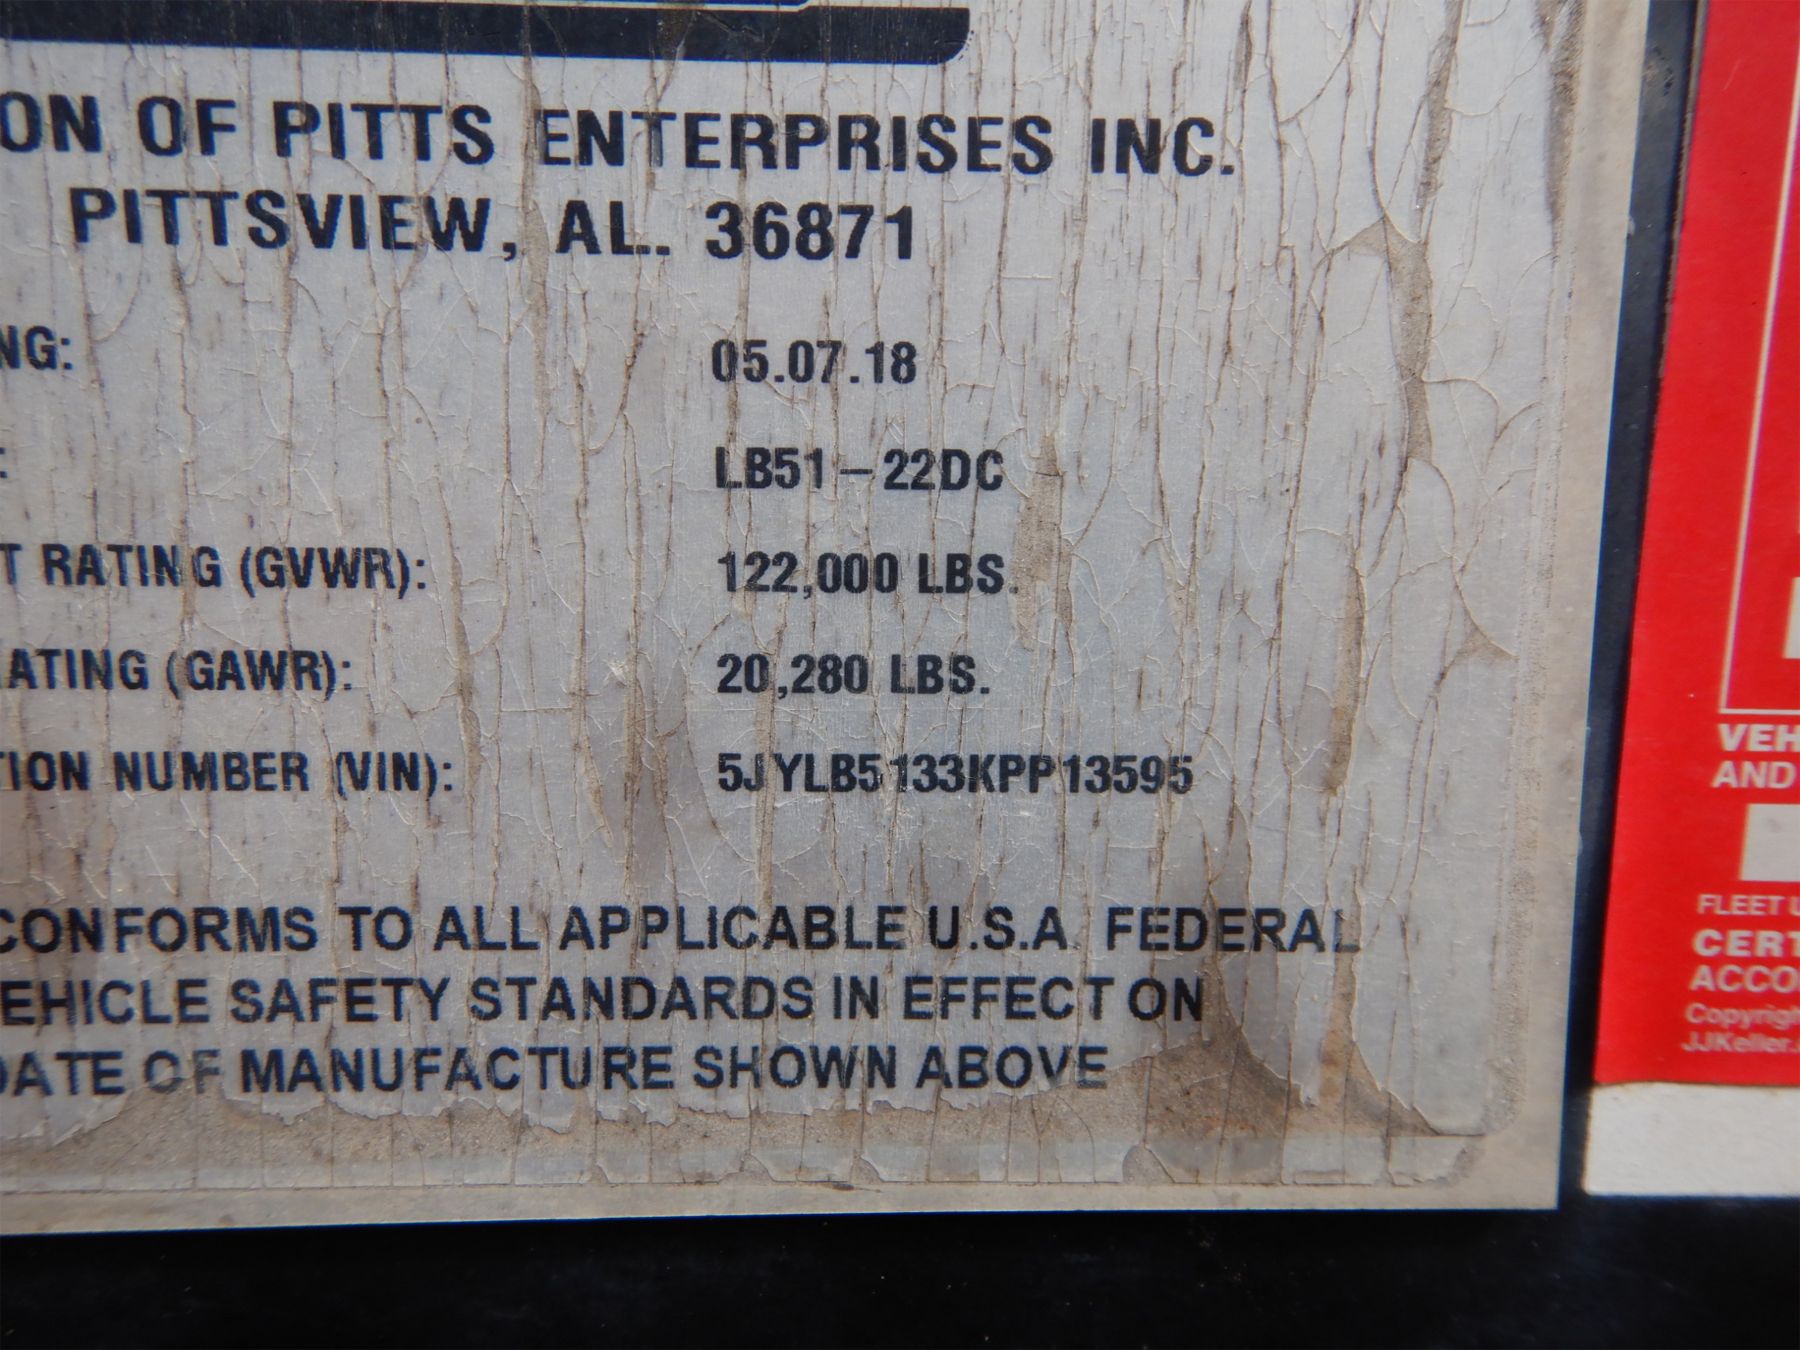 ON OF PITTS ENTERPRISES INC.
PITTSVIEW, AL. 36871
NG: 05.07.18
: LB51-22DC
T RATING (GVWR): 122,000 LBS.
ATING (GAWR): 20,280 LBS.
TION NUMBER (VIN): 5JYLB5133KPP13595
CONFORMS TO ALL APPLICABLE U.S.A. FEDERAL
EHICLE SAFETY STANDARDS IN EFFECT ON
DATE OF MANUFACTURE SHOWN ABOVE
VEH
AND
FLEET U
CERT
ACCO
Copyrigh
JJKeller.